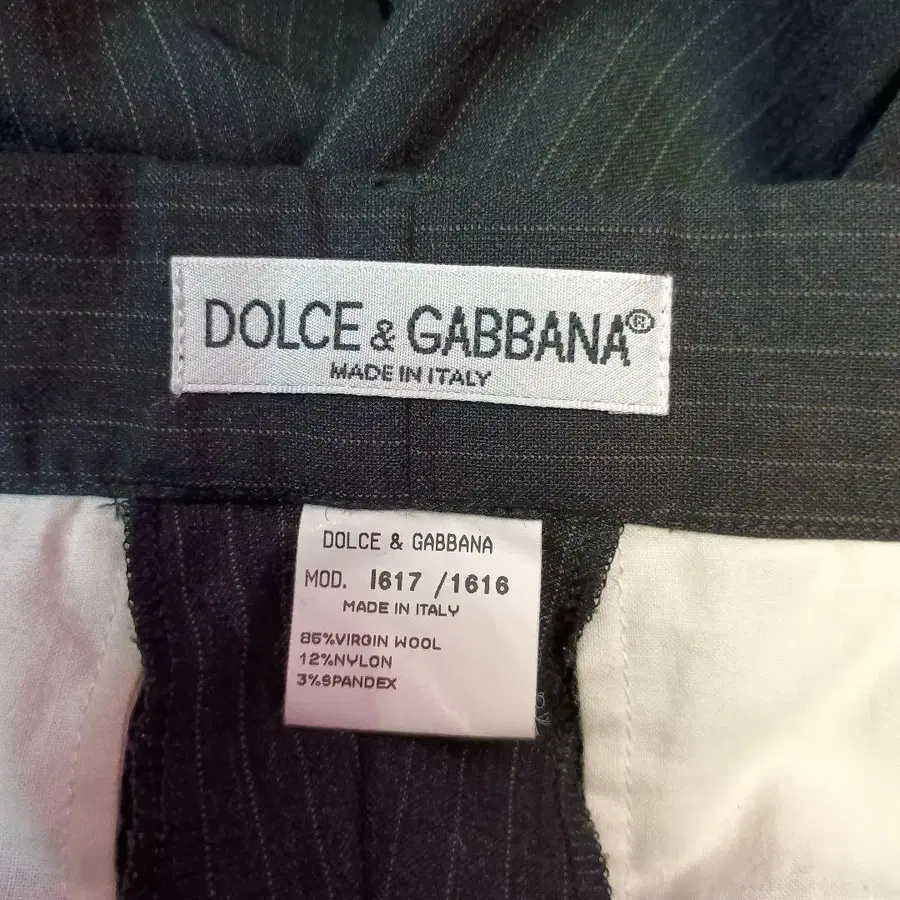 DOLCE & GABBANA®
MADE IN ITALY
DOLCE & GABBANA
MOD. I617 /1616
MADE IN ITALY
85%VIRGIN WOOL
12%NYLON
3%SPANDEX